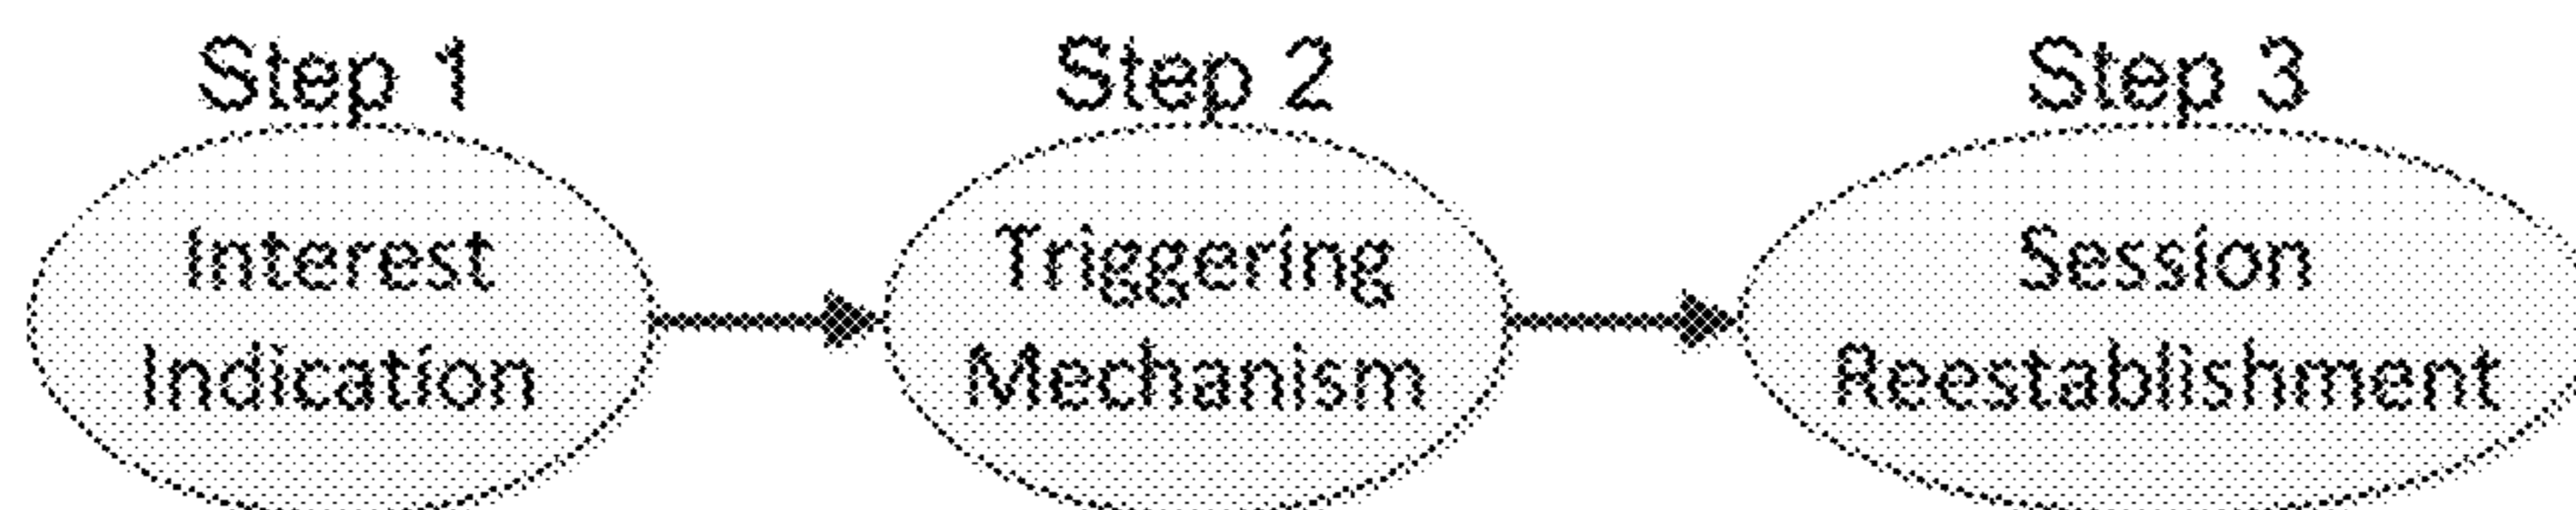 Step 1
Interest
Indication
Step 2
Triggering
Mechanism
Step 3
Session
Reestablishment